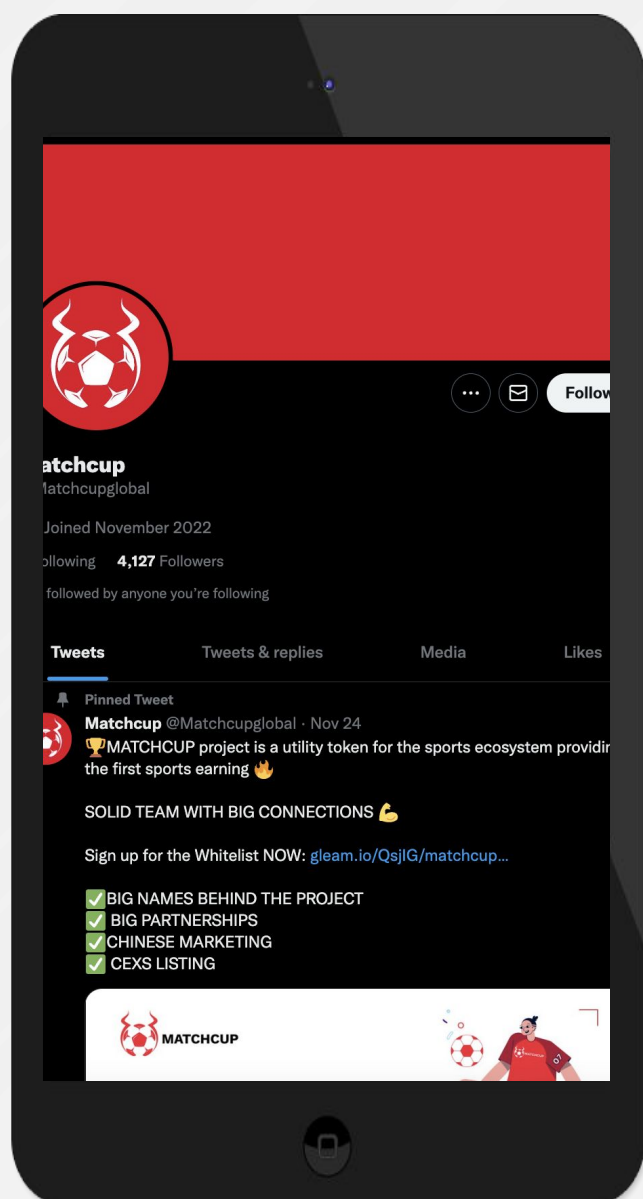 Follow
atchcup
Matchcupglobal
Joined November 2022
ollowing 4,127 Followers
followed by anyone you’re following
Tweets Tweets & replies Media Likes
Pinned Tweet
Matchcup @Matchcupglobal · Nov 24
🏆MATCHCUP project is a utility token for the sports ecosystem providin
the first sports earning 🔥
SOLID TEAM WITH BIG CONNECTIONS 💪
Sign up for the Whitelist NOW: gleam.io/QsjIG/matchcup...
✅BIG NAMES BEHIND THE PROJECT
✅ BIG PARTNERSHIPS
✅CHINESE MARKETING
✅ CEXS LISTING
MATCHCUP
MATCHCUP
07